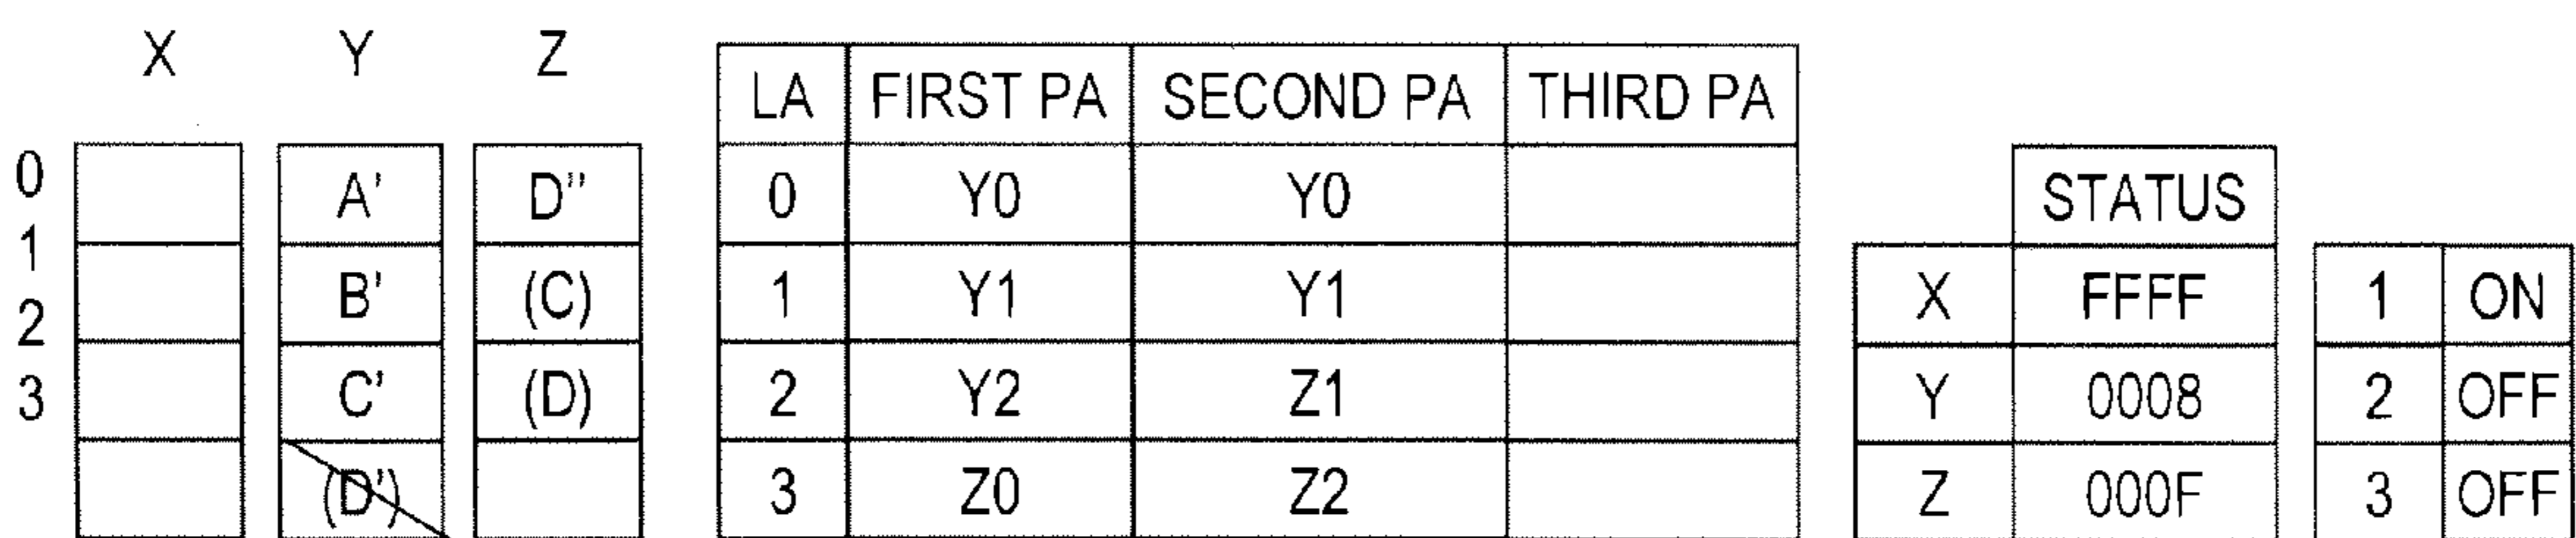 X Y Z
LA FIRST PA SECOND PA THIRD PA
0 A' D" 0 Y0 Y0 STATUS
1 B' (C) 1 Y1 Y1 X FFFF 1 ON
2 C' (D) 2 Y2 Z1 Y 0008 2 OFF
3 (D') 3 Z0 Z2 Z 000F 3 OFF